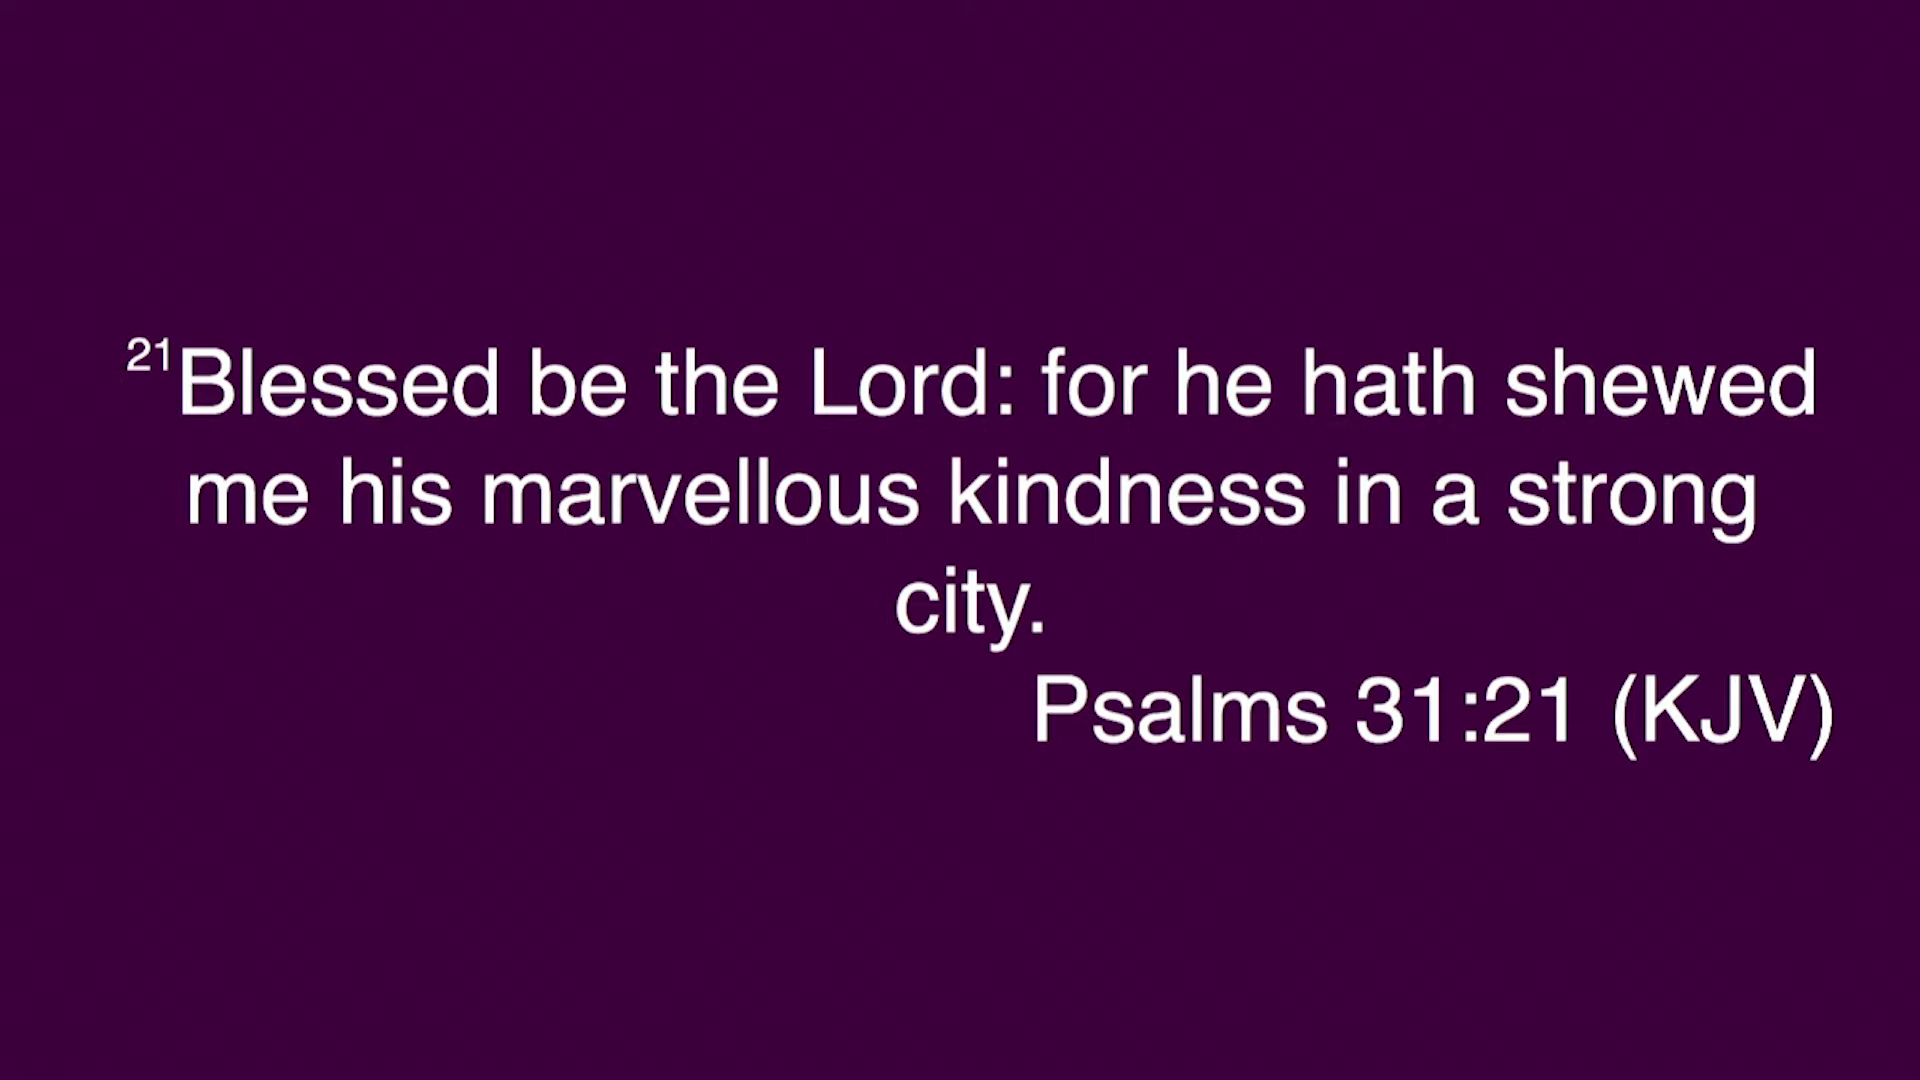 21Blessed be the Lord: for he hath shewed
me his marvellous kindness in a strong
city.
Psalms 31:21 (KJV)